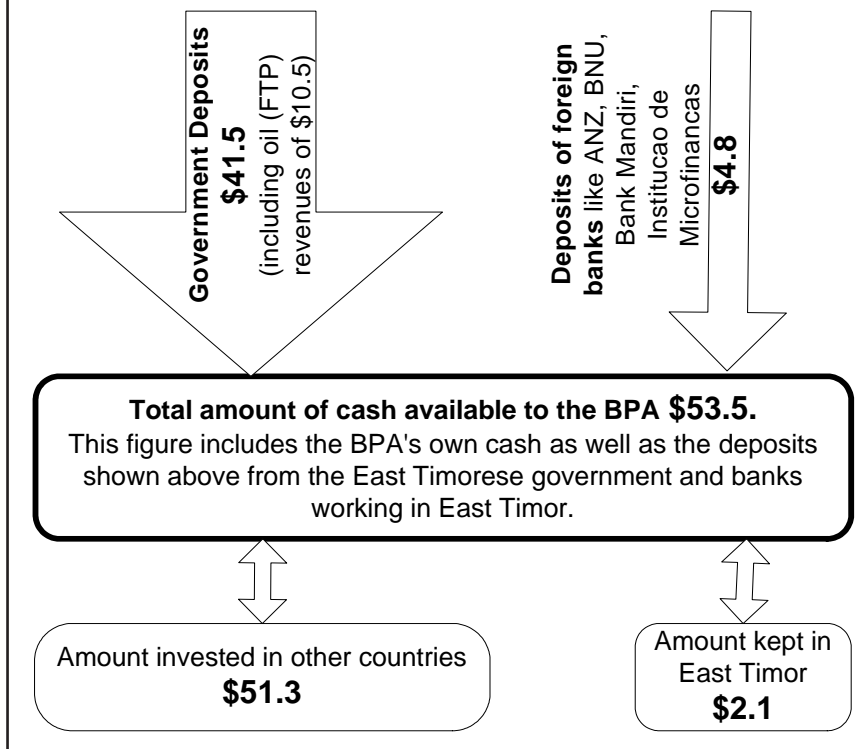 Government Deposits
$41.5
(including oil (FTP)
revenues of $10.5)
Deposits of foreign
banks like ANZ, BNU,
Bank Mandiri,
Institucao de
Microfinancas
$4.8
Total amount of cash available to the BPA $53.5.
This figure includes the BPA's own cash as well as the deposits
shown above from the East Timorese government and banks
working in East Timor.
Amount invested in other countries
$51.3
Amount kept in
East Timor
$2.1